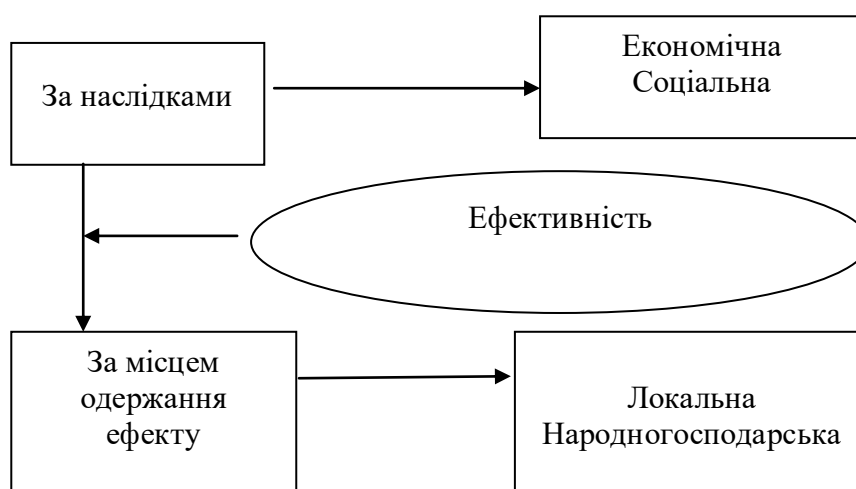 За наслідками
Економічна
Соціальна
Ефективність
За місцем
одержання
ефекту
Локальна
Народногосподарська